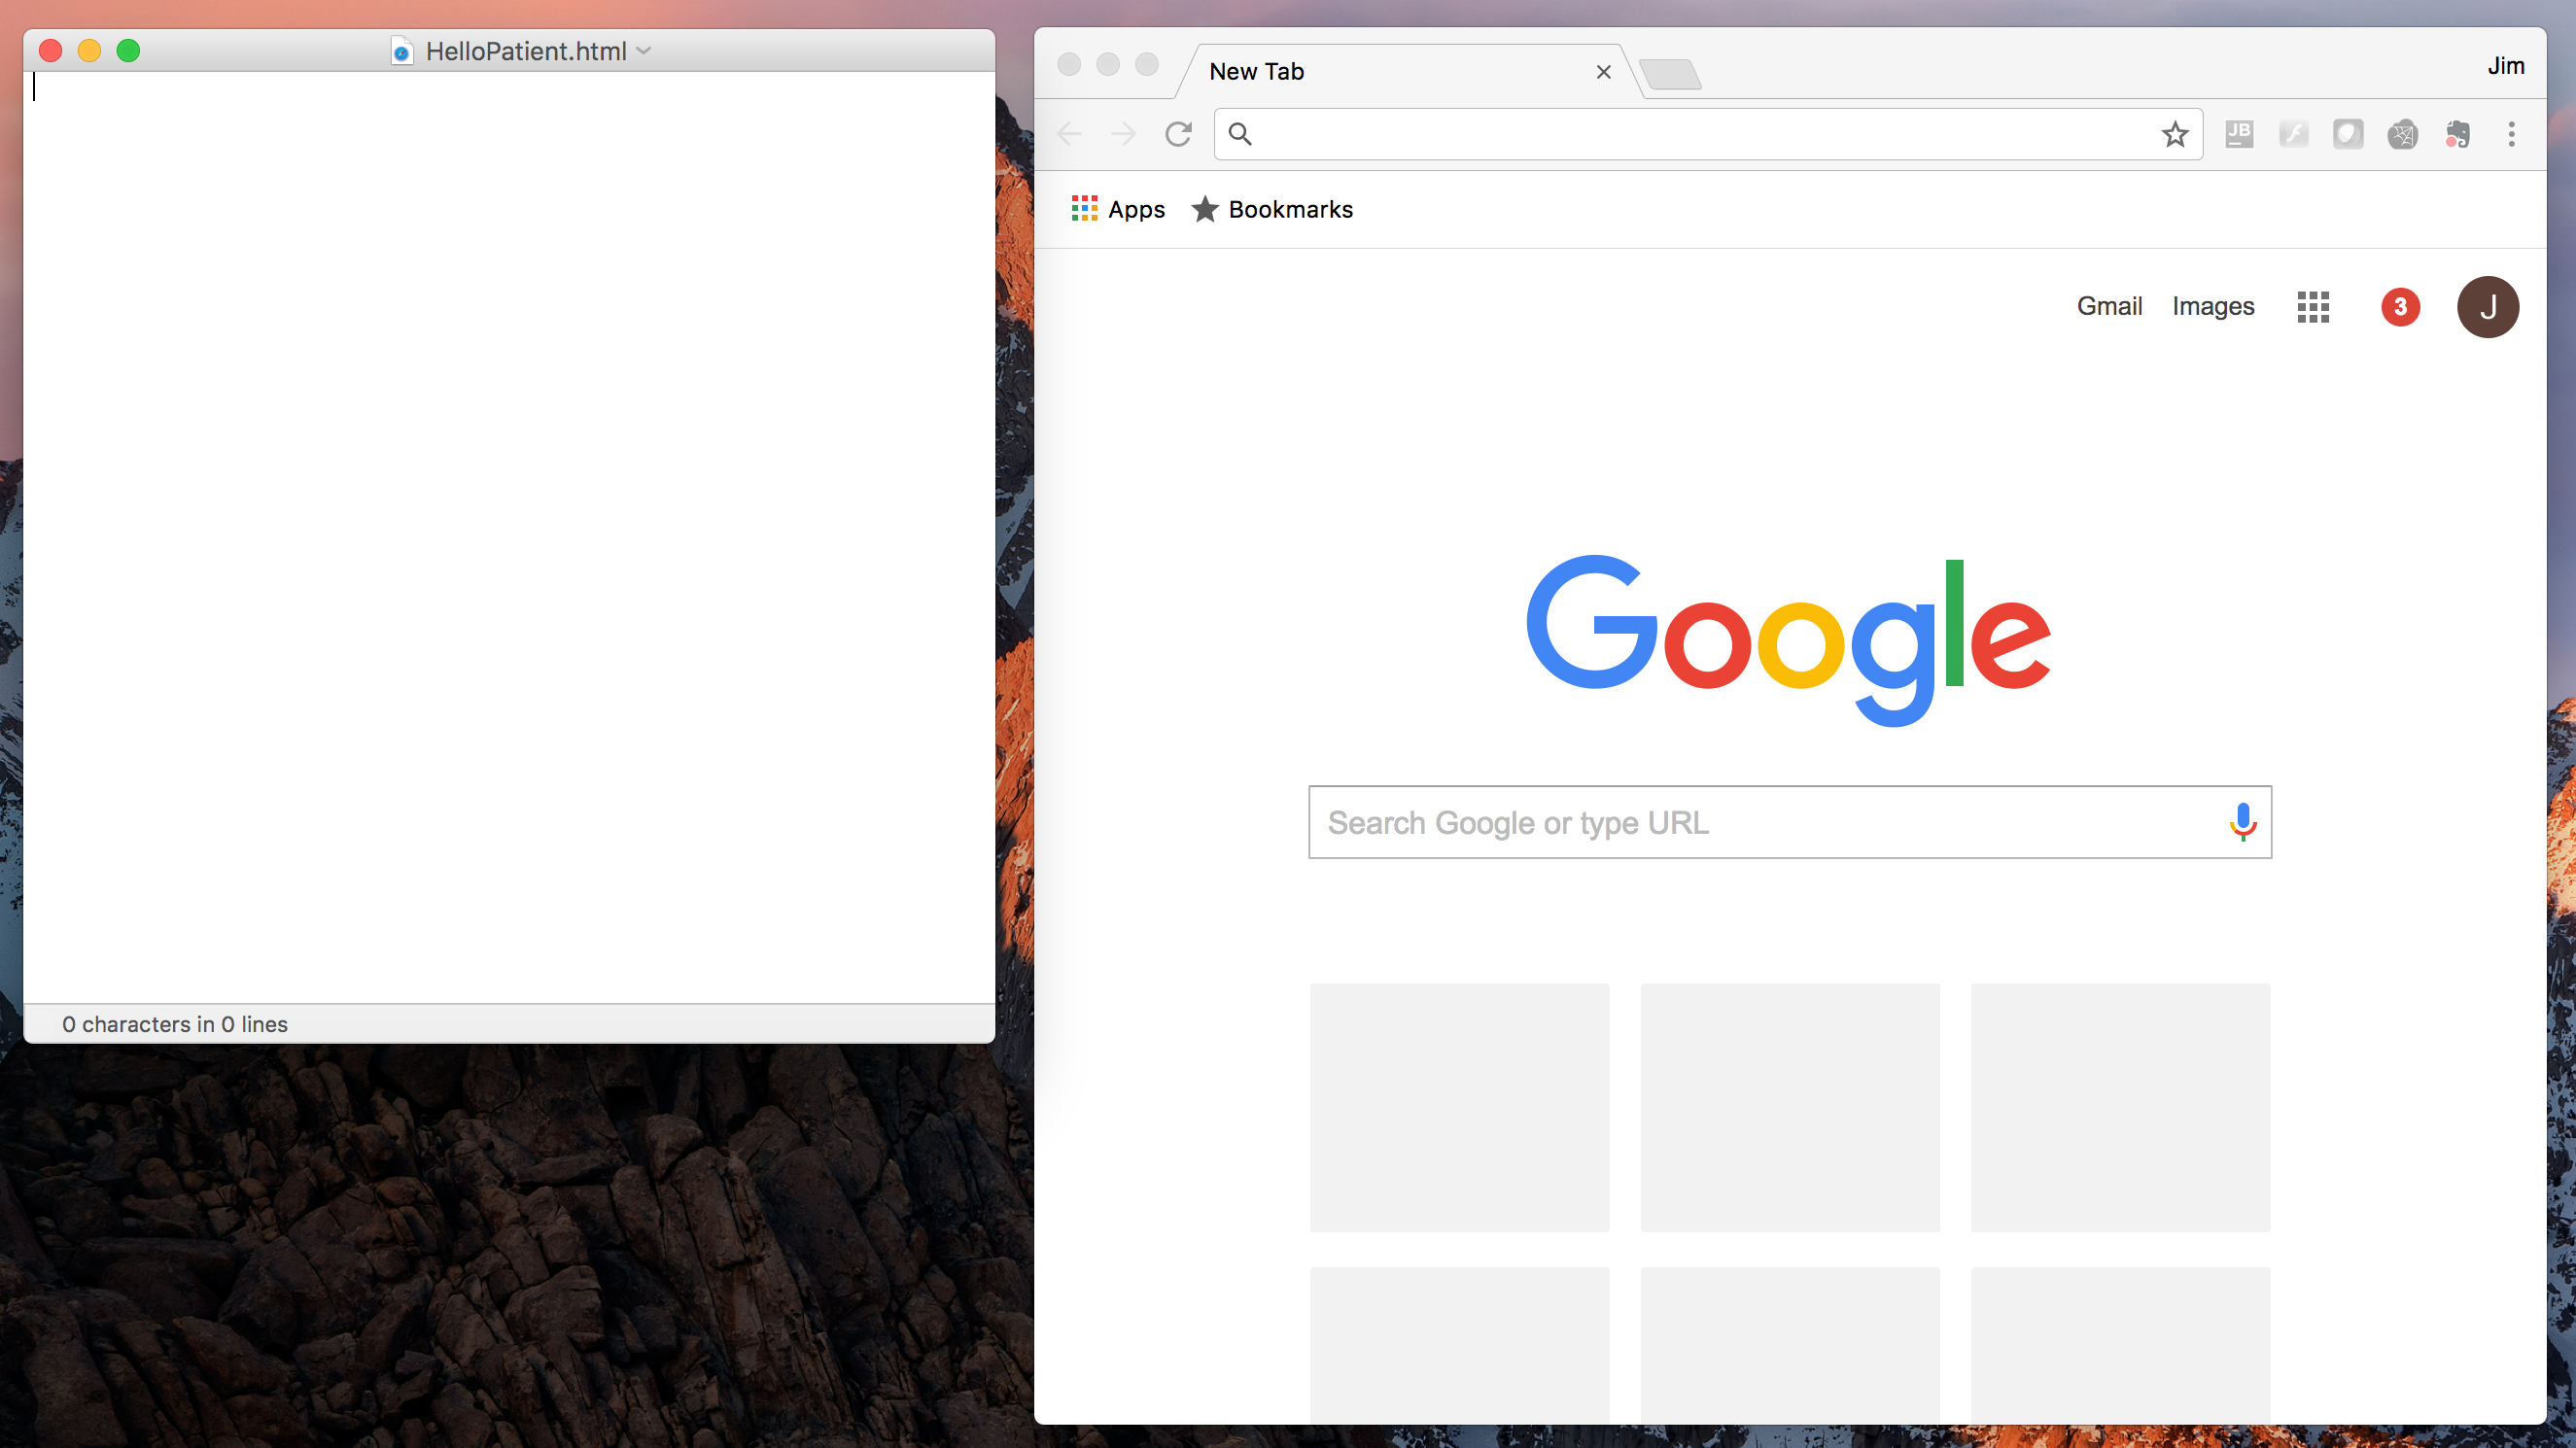 HelloPatient.html
0 characters in 0 lines
New Tab
Jim
JB
Apps
Bookmarks
Gmail
Images
3
J
Google
Search Google or type URL